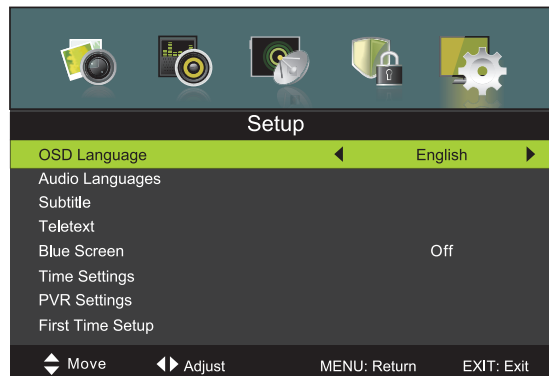 Setup
OSD Language English
Audio Languages
Subtitle
Teletext
Blue Screen Off
Time Settings
PVR Settings
First Time Setup
Move Adjust MENU: Return EXIT: Exit